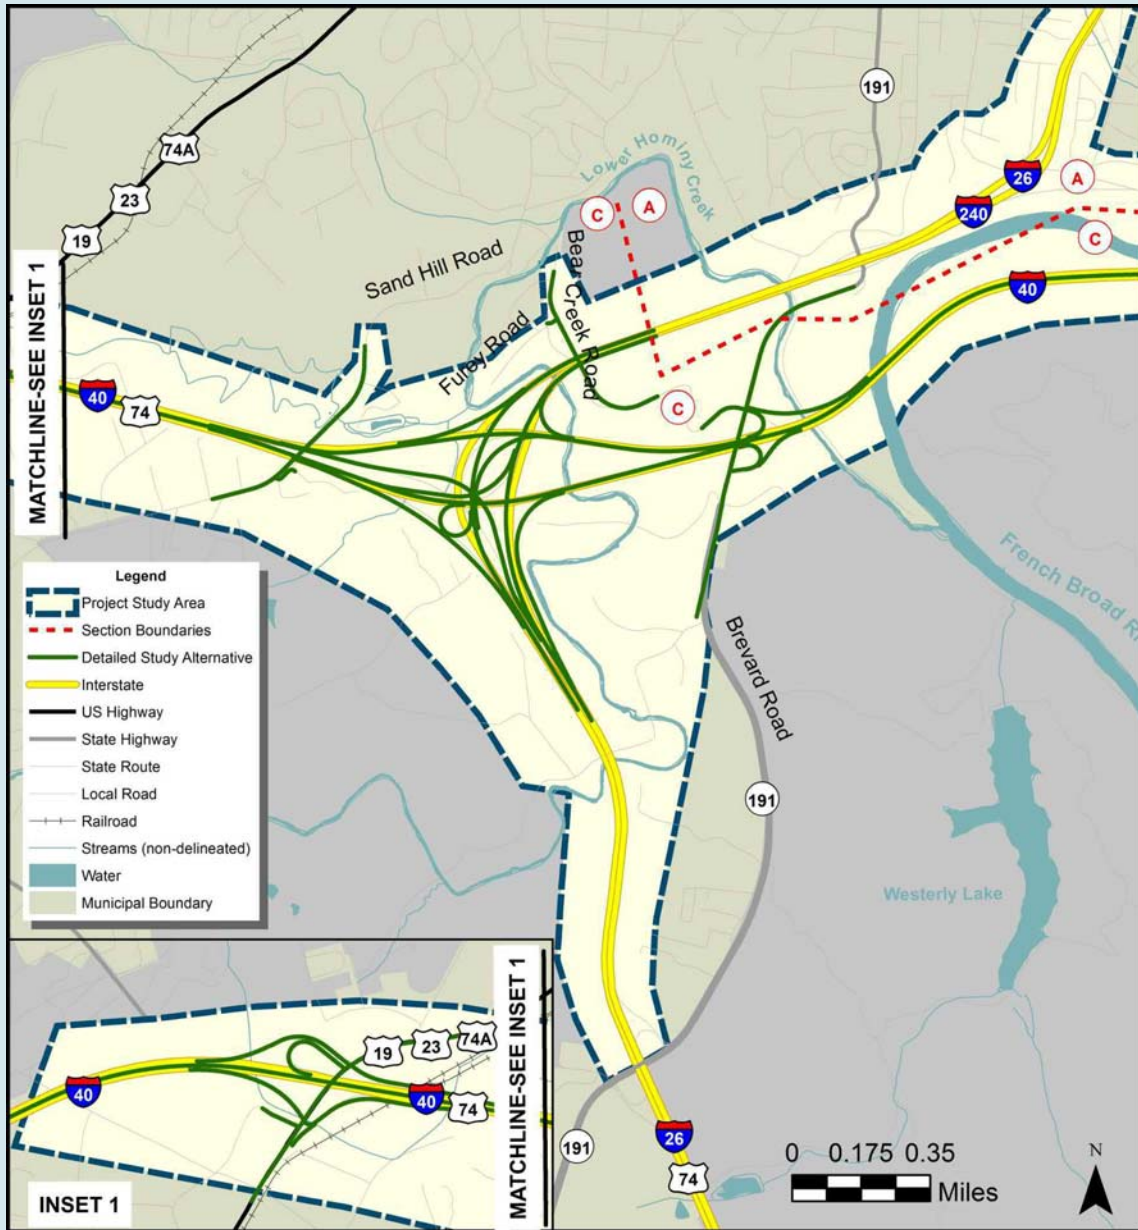 191
74A
23
19
Lower Hominy Creek
26
A
240
C
A
C
Sand Hill Road
Bear Creek Road
40
MATCHLINE-SEE INSET 1
Furey Road
40
74
C
French Broad R
Legend
Project Study Area
Section Boundaries
Detailed Study Alternative
Interstate
US Highway
State Highway
State Route
Local Road
Railroad
Streams (non-delineated)
Water
Municipal Boundary
Brevard Road
191
Westerly Lake
MATCHLINE-SEE INSET 1
19
23
74A
40
40
74
INSET 1
191
26
74
0 0.175 0.35
Miles
N